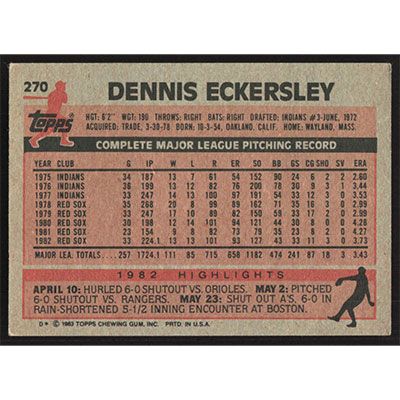 270
DENNIS ECKERSLEY
Topps
HGT: 6'2" WGT: 190 THROWS: RIGHT BATS: RIGHT DRAFTED: INDIANS #3-JUNE, 1972
ACQUIRED: TRADE, 3-30-78 BORN: 10-3-54, OAKLAND, CALIF. HOME: WAYLAND, MASS.
COMPLETE MAJOR LEAGUE PITCHING RECORD
YEAR CLUB G IP W L R ER SO BB GS CG SHO SV ERA
1975 INDIANS 34 187 13 7 61 54 152 90 24 6 2 2 2.60
1976 INDIANS 36 199 13 12 82 76 200 78 30 9 3 1 3.44
1977 INDIANS 33 247 14 13 100 97 191 54 33 12 3 0 3.53
1978 RED SOX 35 268 20 8 99 89 162 71 35 16 3 0 2.99
1979 RED SOX 33 247 17 10 89 82 150 59 33 17 2 0 2.99
1980 RED SOX 30 198 12 14 101 94 121 44 30 8 0 0 4.27
1981 RED SOX 23 154 9 8 82 73 79 35 23 8 2 0 4.27
1982 RED SOX 33 224.1 13 13 101 93 127 43 33 11 3 0 3.73
MAJOR LEA. TOTALS.... 257 1724.1 111 85 715 658 1182 474 241 87 18 3 3.43
1982 HIGHLIGHTS
APRIL 10: HURLED 6-0 SHUTOUT VS. ORIOLES. MAY 2: PITCHED
6-0 SHUTOUT VS. RANGERS. MAY 23: SHUT OUT A'S, 6-0 IN
RAIN-SHORTENED 5-1/2 INNING ENCOUNTER AT BOSTON.
D* © 1983 TOPPS CHEWING GUM, INC. PRTD. IN U.S.A.